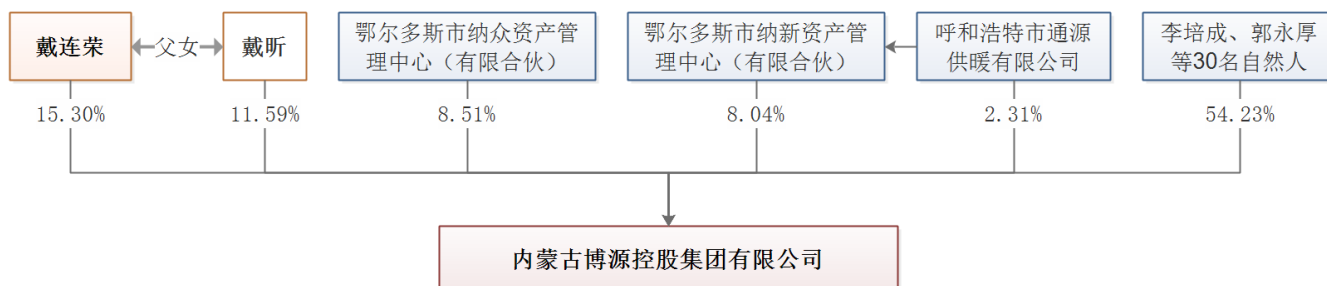 戴连荣
父女
戴昕
鄂尔多斯市纳众资产管
理中心（有限合伙）
鄂尔多斯市纳新资产管
理中心（有限合伙）
呼和浩特市通源
供暖有限公司
李培成、郭永厚
等30名自然人
15.30%
11.59%
8.51%
8.04%
2.31%
54.23%
内蒙古博源控股集团有限公司